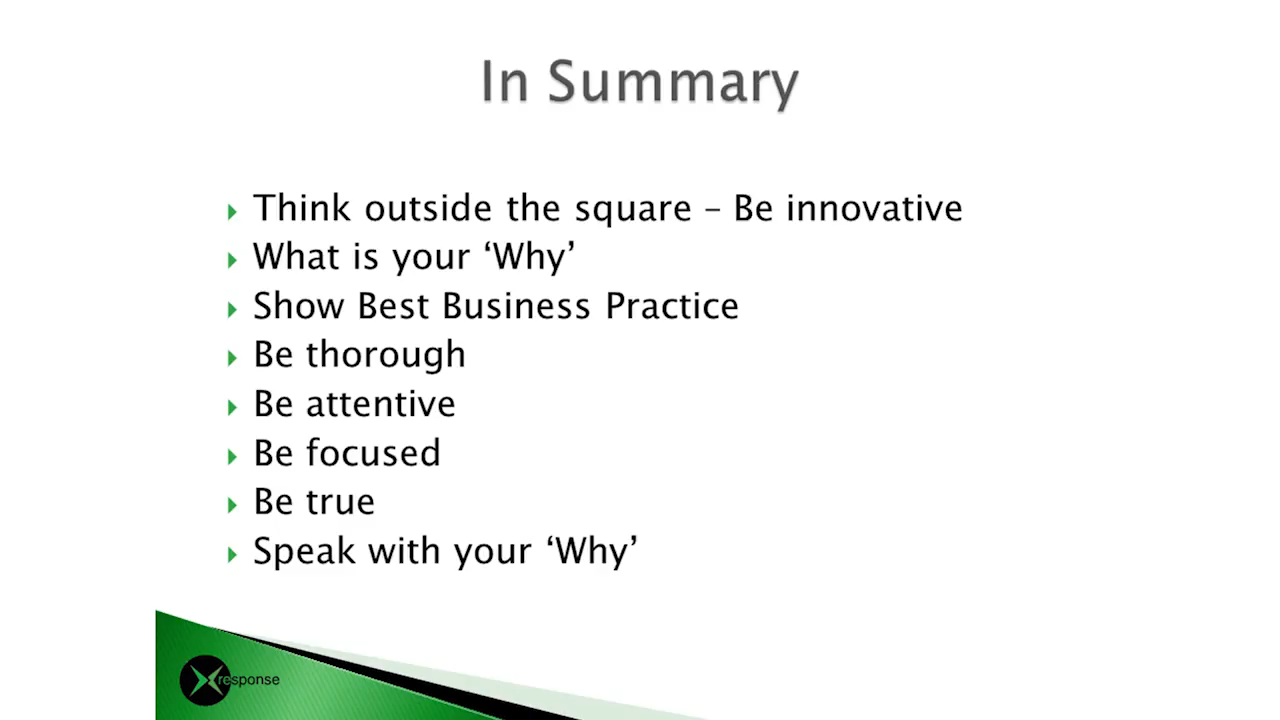 In Summary
Think outside the square – Be innovative
What is your ‘Why’
Show Best Business Practice
Be thorough
Be attentive
Be focused
Be true
Speak with your ‘Why’
response